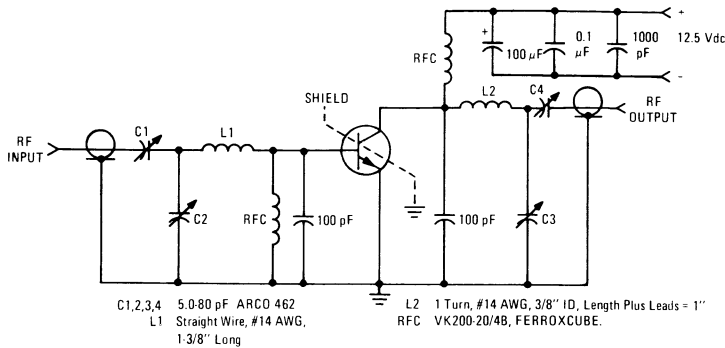 +
12.5 Vdc
-
+
100 µF
0.1
µF
1000
pF
RFC
SHIELD
L2
C4
RF
OUTPUT
RF
INPUT
C1
L1
C2
RFC
100 pF
100 pF
C3
C1,2,3,4 5.0-80 pF ARCO 462
L1 Straight Wire, #14 AWG,
1-3/8" Long
L2 1 Turn, #14 AWG, 3/8" ID, Length Plus Leads = 1"
RFC VK200-20/4B, FERROXCUBE.